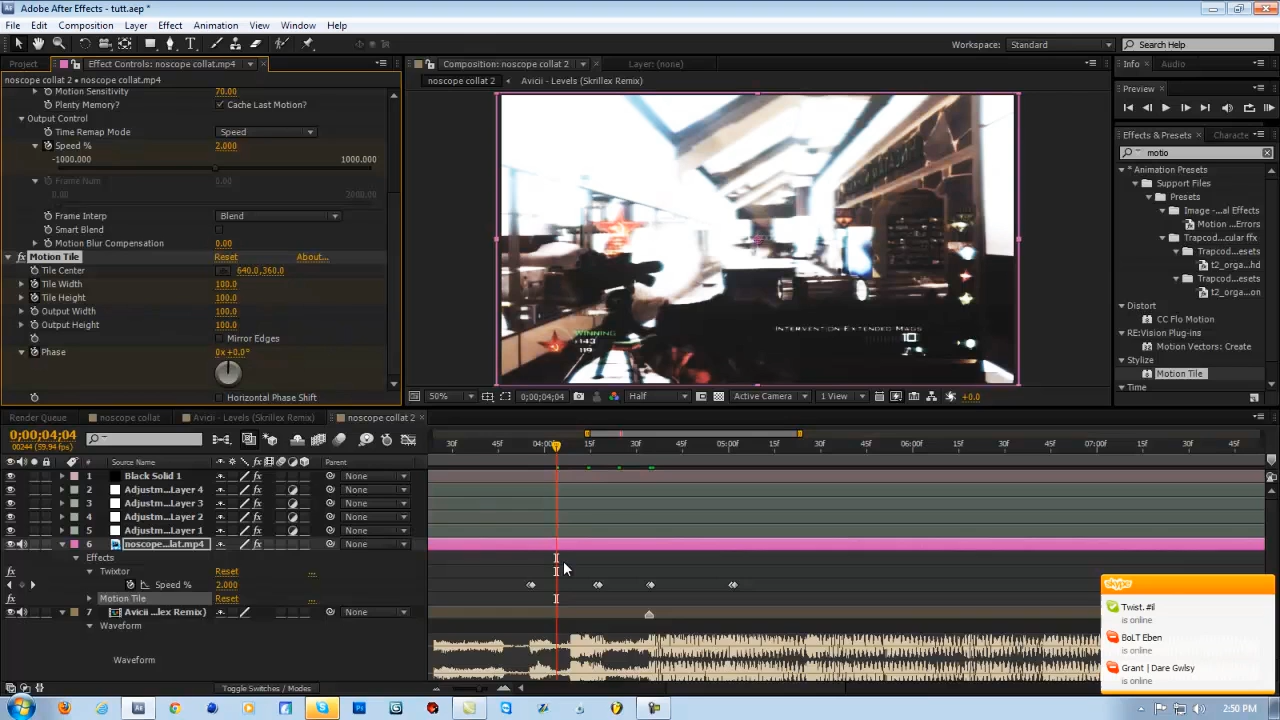 Adobe After Effects - tutt.aep *
File Edit Composition Layer Effect Animation View Window Help
Workspace: Standard Search Help
Project Effect Controls: noscope collat.mp4
noscope collat 2 • noscope collat.mp4
Motion Sensitivity 70.00
Plenty Memory? Cache Last Motion?
Output Control
Time Remap Mode Speed
Speed % 2.000
-1000.000 1000.000
Frame Num 0.00
0.00 2000.00
Frame Interp Blend
Smart Blend
Motion Blur Compensation 0.00
Motion Tile Reset About...
Tile Center 640.0,360.0
Tile Width 100.0
Tile Height 100.0
Output Width 100.0
Output Height 100.0
Mirror Edges
Phase 0x+0.0°
Horizontal Phase Shift
Composition: noscope collat 2 Layer: (none)
noscope collat 2 Avicii - Levels (Skrillex Remix)
WINNING
Intervention Extended Mags
10
50% 0;00;04;04 Half Active Camera 1 View +0.0
Info Audio
Preview
Effects & Presets Characte
motio
* Animation Presets
Support Files
Presets
Image -...al Effects
Motion ...Errors
Trapcod...cular ffx
Trapcod...esets
t2_orga...hd
Trapcod...esets
t2_orga...on
Distort
CC Flo Motion
RE:Vision Plug-ins
Motion Vectors: Create
Stylize
Motion Tile
Time
Render Queue noscope collat Avicii - Levels (Skrillex Remix) noscope collat 2
0;00;04;04
00244 (59.94 fps)
30f 45f 04:00f 15f 30f 45f 05:00f 15f 30f 45f 06:00f 15f 30f 45f 07:00f 15f 30f 45f
# Source Name Parent
1 Black Solid 1 None
2 Adjustm...Layer 4 None
3 Adjustm...Layer 3 None
4 Adjustm...Layer 2 None
5 Adjustm...Layer 1 None
6 noscope...lat.mp4 None
Effects
Twixtor Reset ...
Speed % 2.000
Motion Tile Reset ...
7 Avicii ...lex Remix) None
Waveform
Waveform
Toggle Switches / Modes
skype
Twist. #il
is online
BoLT Eben
is online
Grant | Dare Gwlsy
is online
2:50 PM